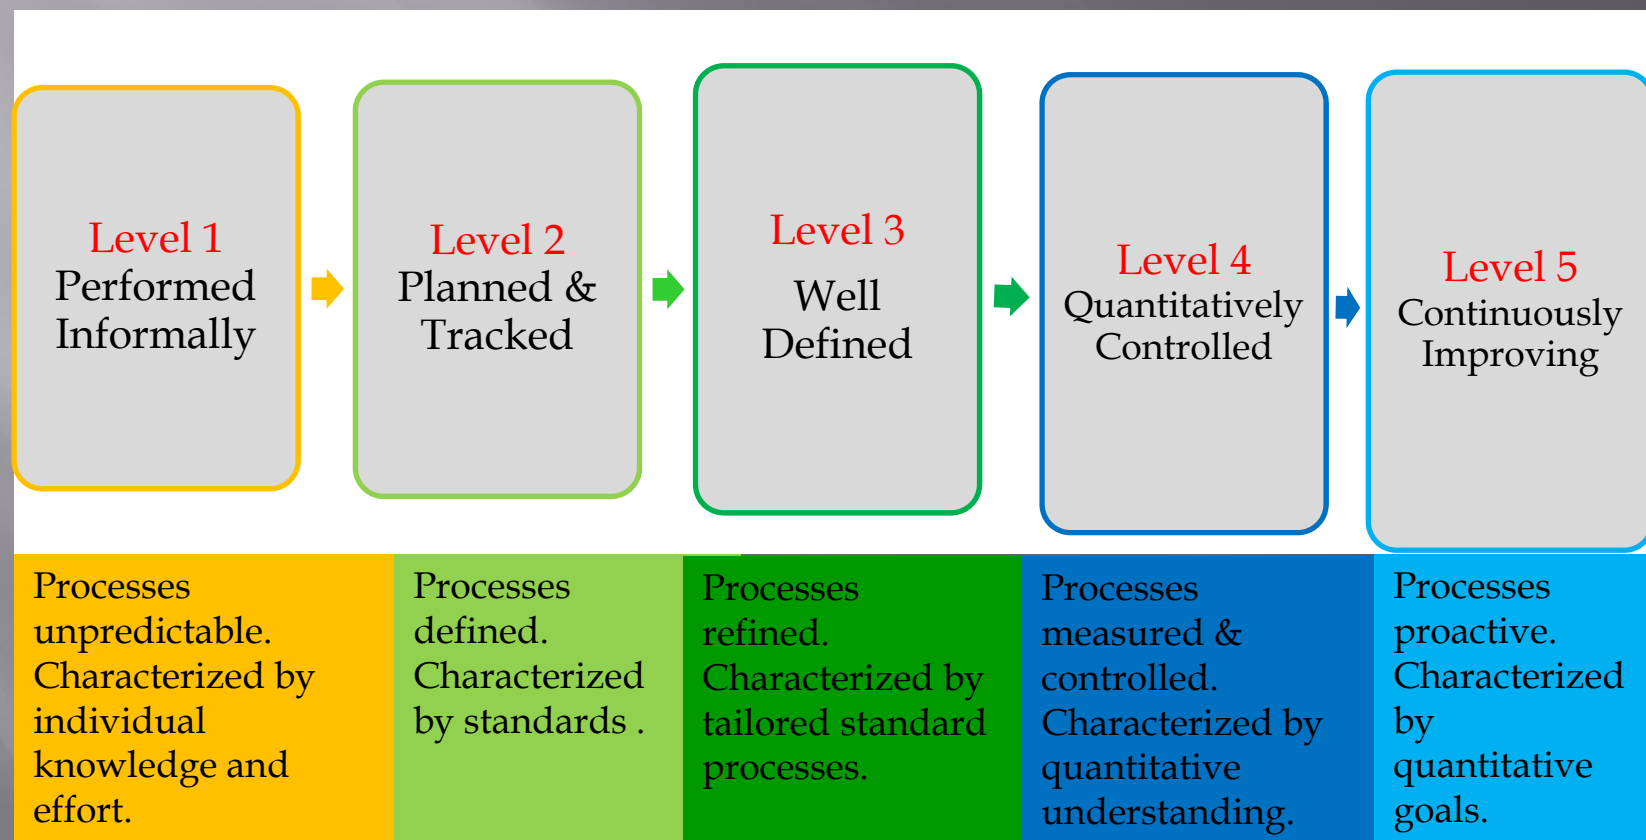 Level 1
Performed
Informally
Level 2
Planned &
Tracked
Level 3
Well
Defined
Level 4
Quantitatively
Controlled
Level 5
Continuously
Improving
Processes
unpredictable.
Characterized by
individual
knowledge and
effort.
Processes
defined.
Characterized
by standards .
Processes
refined.
Characterized by
tailored standard
processes.
Processes
measured &
controlled.
Characterized by
quantitative
understanding.
Processes
proactive.
Characterized
by
quantitative
goals.